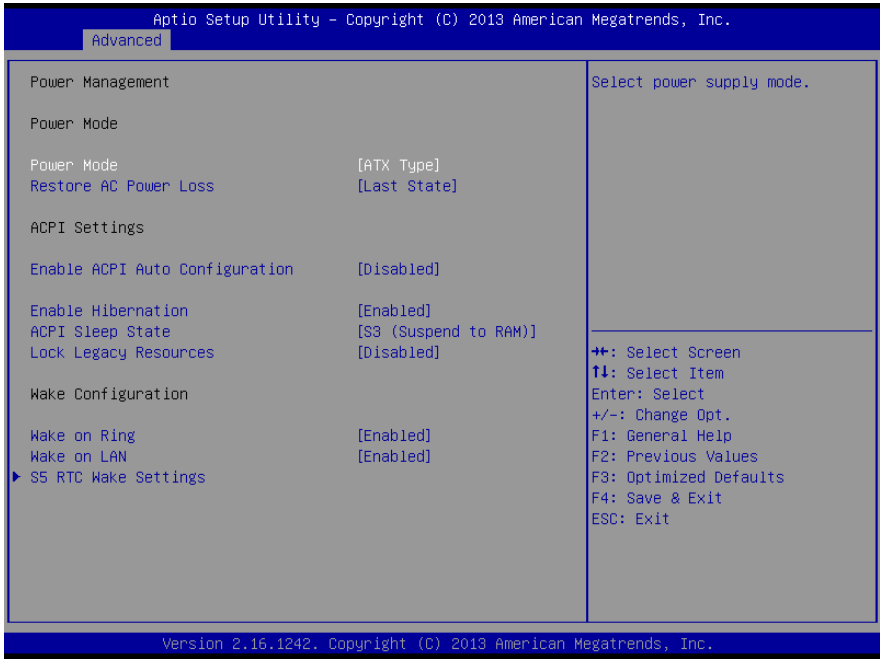 Aptio Setup Utility – Copyright (C) 2013 American Megatrends, Inc.
Advanced
Power Management
Power Mode
Power Mode [ATX Type]
Restore AC Power Loss [Last State]
ACPI Settings
Enable ACPI Auto Configuration [Disabled]
Enable Hibernation [Enabled]
ACPI Sleep State [S3 (Suspend to RAM)]
Lock Legacy Resources [Disabled]
Wake Configuration
Wake on Ring [Enabled]
Wake on LAN [Enabled]
S5 RTC Wake Settings
Select power supply mode.
→←: Select Screen
↑↓: Select Item
Enter: Select
+/-: Change Opt.
F1: General Help
F2: Previous Values
F3: Optimized Defaults
F4: Save & Exit
ESC: Exit
Version 2.16.1242. Copyright (C) 2013 American Megatrends, Inc.